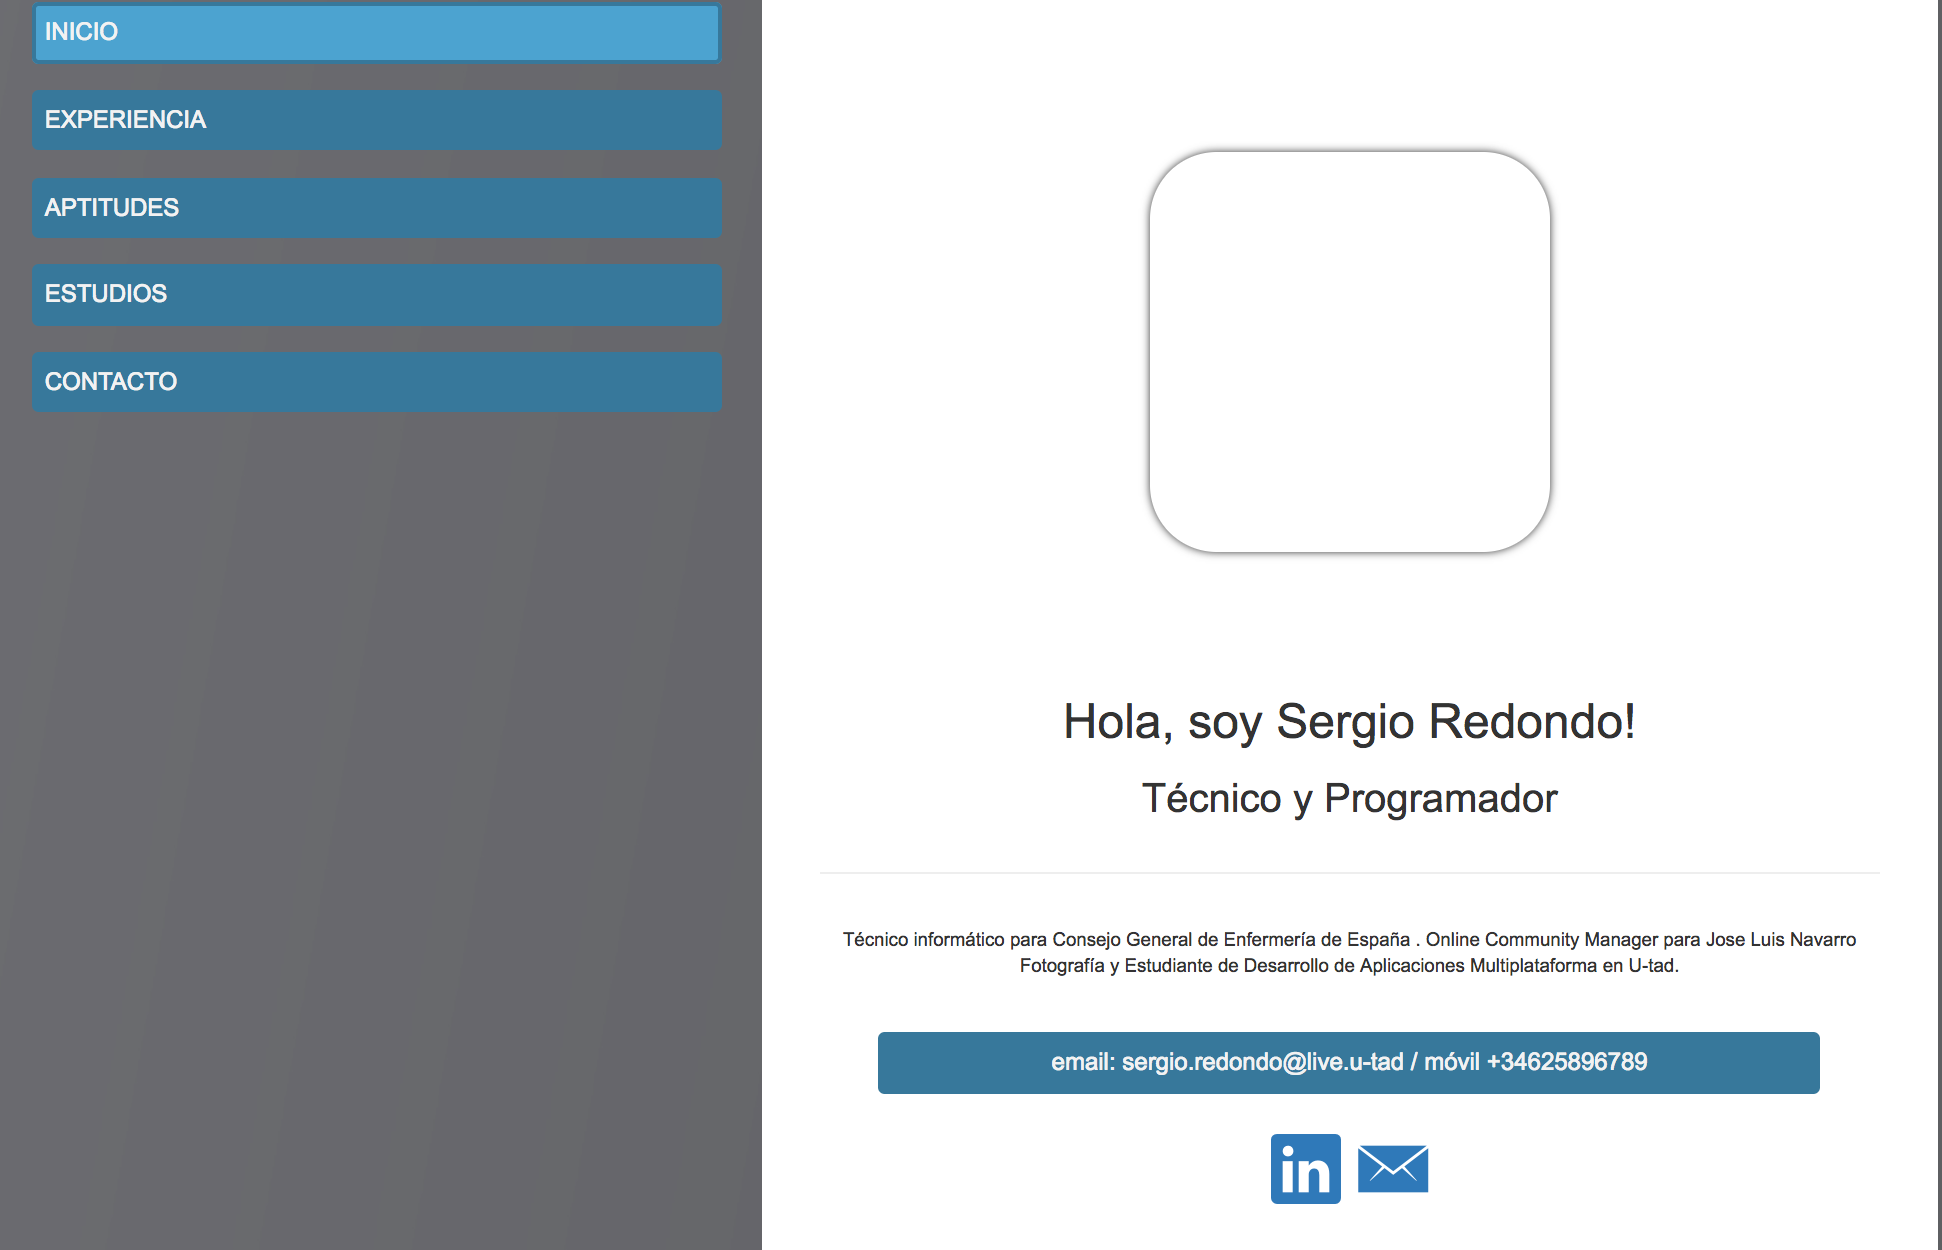 INICIO
EXPERIENCIA
APTITUDES
ESTUDIOS
CONTACTO
Hola, soy Sergio Redondo!
Técnico y Programador
Técnico informático para Consejo General de Enfermería de España . Online Community Manager para Jose Luis Navarro
Fotografía y Estudiante de Desarrollo de Aplicaciones Multiplataforma en U-tad.
email: sergio.redondo@live.u-tad / móvil +34625896789
in